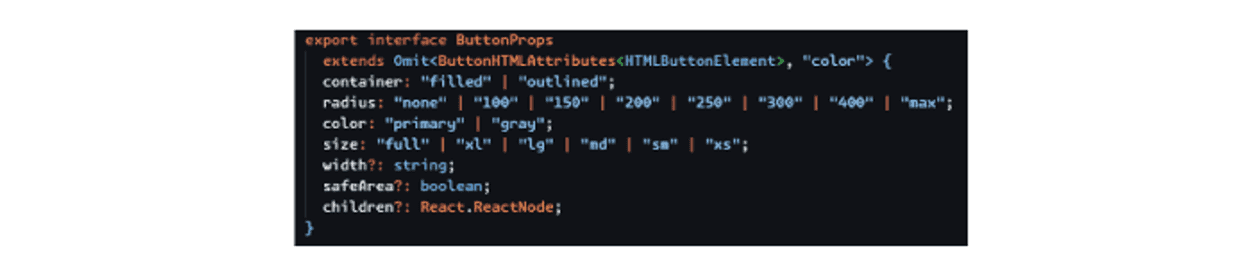 export interface ButtonProps
extends Omit<ButtonHTMLAttributes<HTMLButtonElement>, "color"> {
container: "filled" | "outlined";
radius: "none" | "100" | "150" | "200" | "250" | "300" | "400" | "max";
color: "primary" | "gray";
size: "full" | "xl" | "lg" | "md" | "sm" | "xs";
width?: string;
safeArea?: boolean;
children?: React.ReactNode;
}